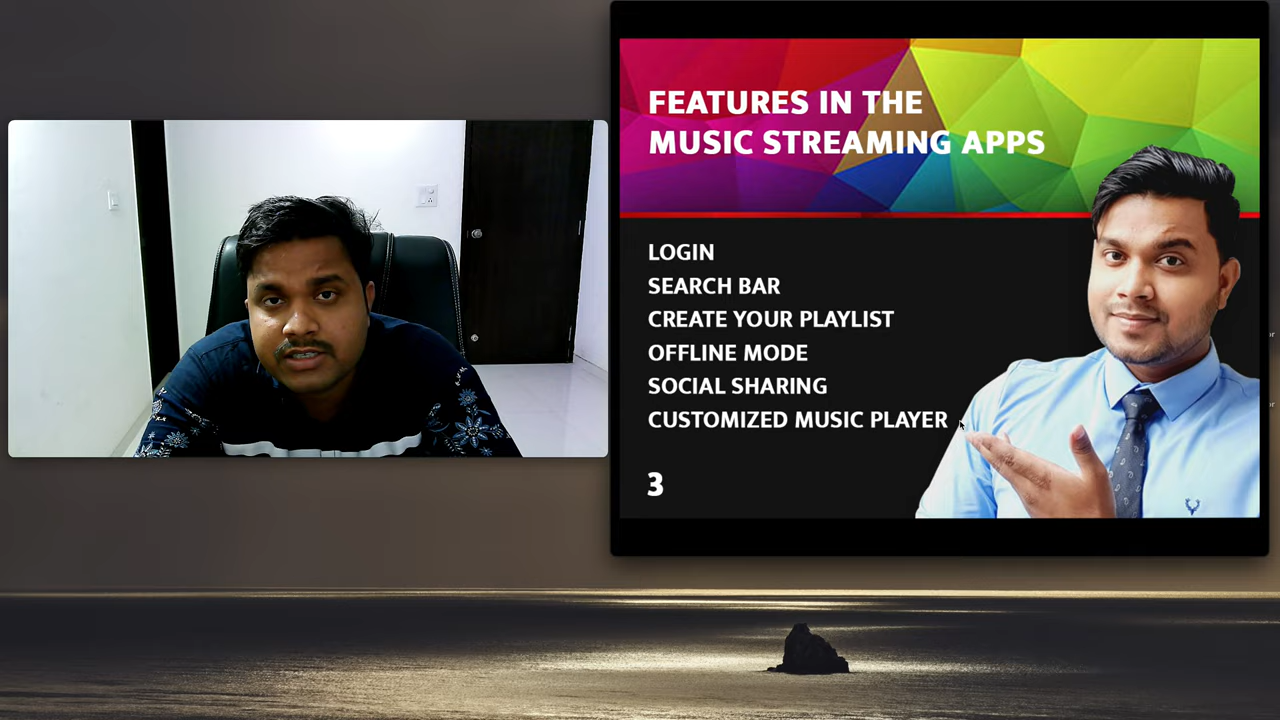 FEATURES IN THE
MUSIC STREAMING APPS
LOGIN
SEARCH BAR
CREATE YOUR PLAYLIST
OFFLINE MODE
SOCIAL SHARING
CUSTOMIZED MUSIC PLAYER
3